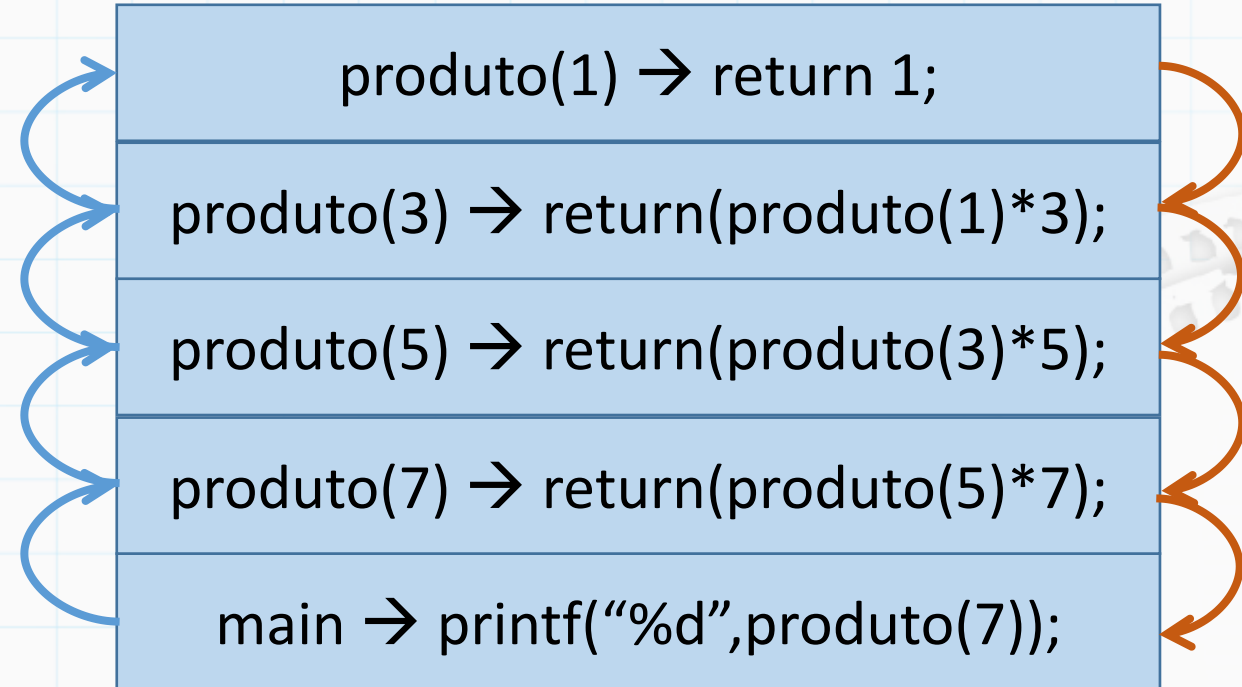 produto(1) → return 1;
produto(3) → return(produto(1)*3);
produto(5) → return(produto(3)*5);
produto(7) → return(produto(5)*7);
main → printf(“%d”,produto(7));